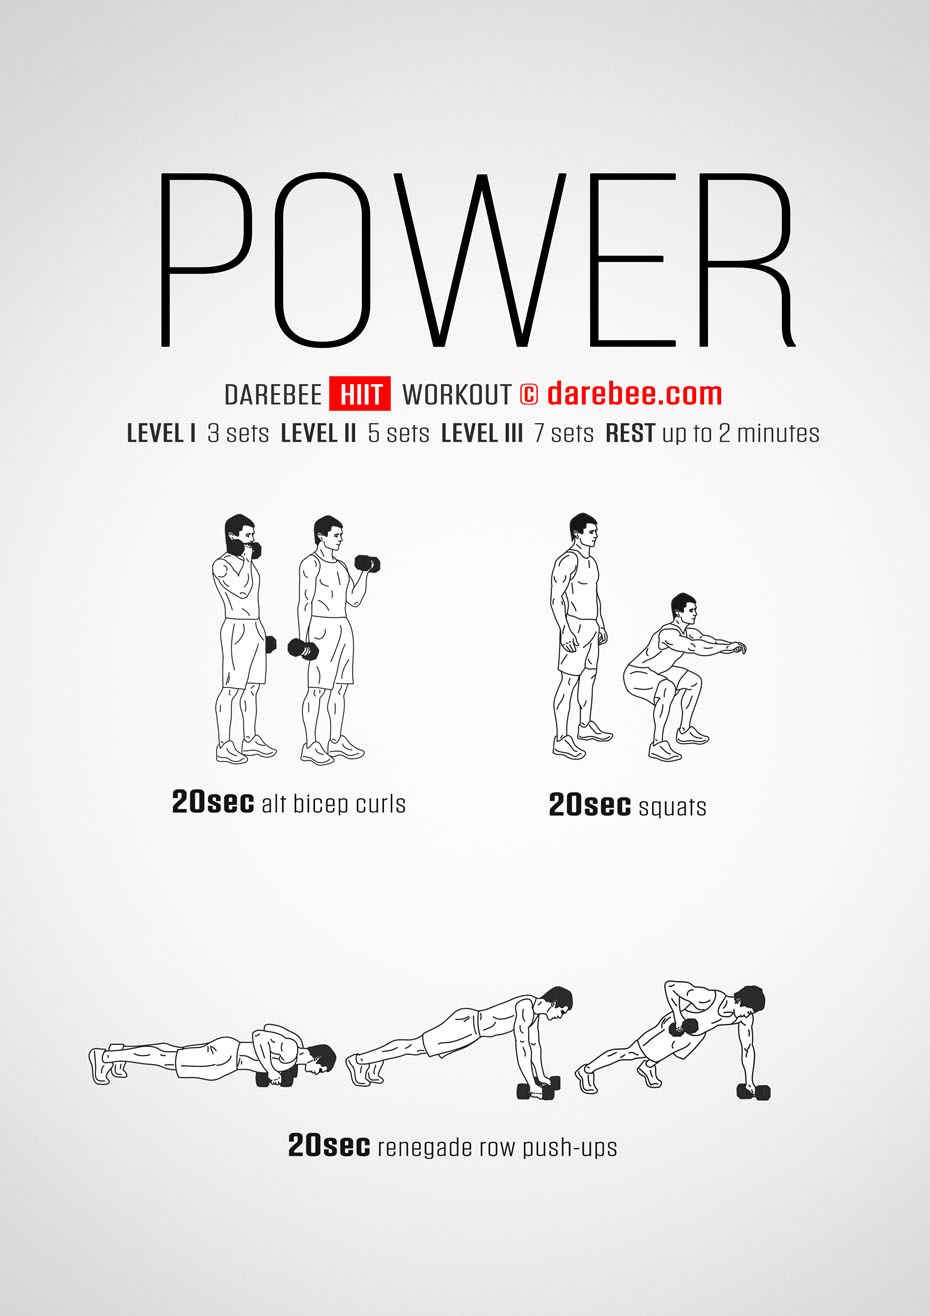 POWER
DAREBEE HIIT WORKOUT © darebee.com
LEVEL I 3 sets LEVEL II 5 sets LEVEL III 7 sets REST up to 2 minutes
20sec alt bicep curls
20sec squats
20sec renegade row push-ups